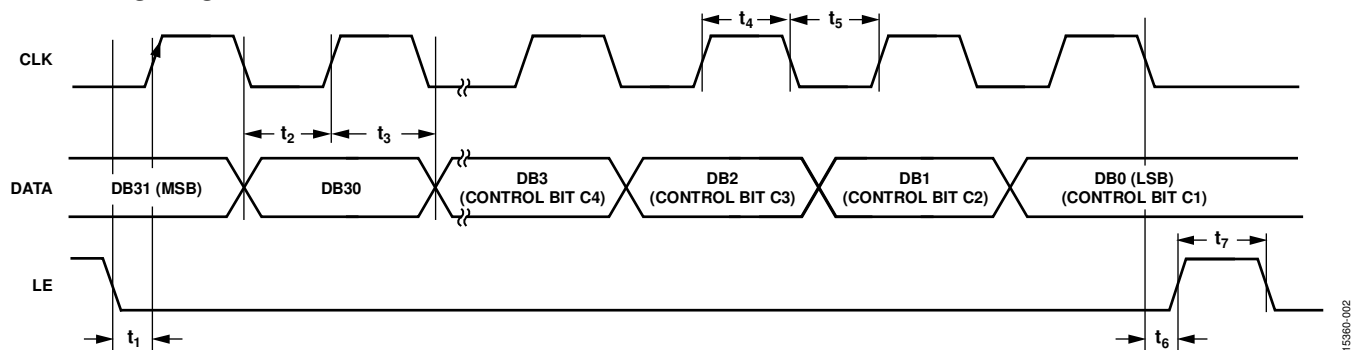 t4
t5
CLK
t2
t3
DATA
DB31 (MSB)
DB30
DB3
(CONTROL BIT C4)
DB2
(CONTROL BIT C3)
DB1
(CONTROL BIT C2)
DB0 (LSB)
(CONTROL BIT C1)
t7
LE
t1
t6
15360-002